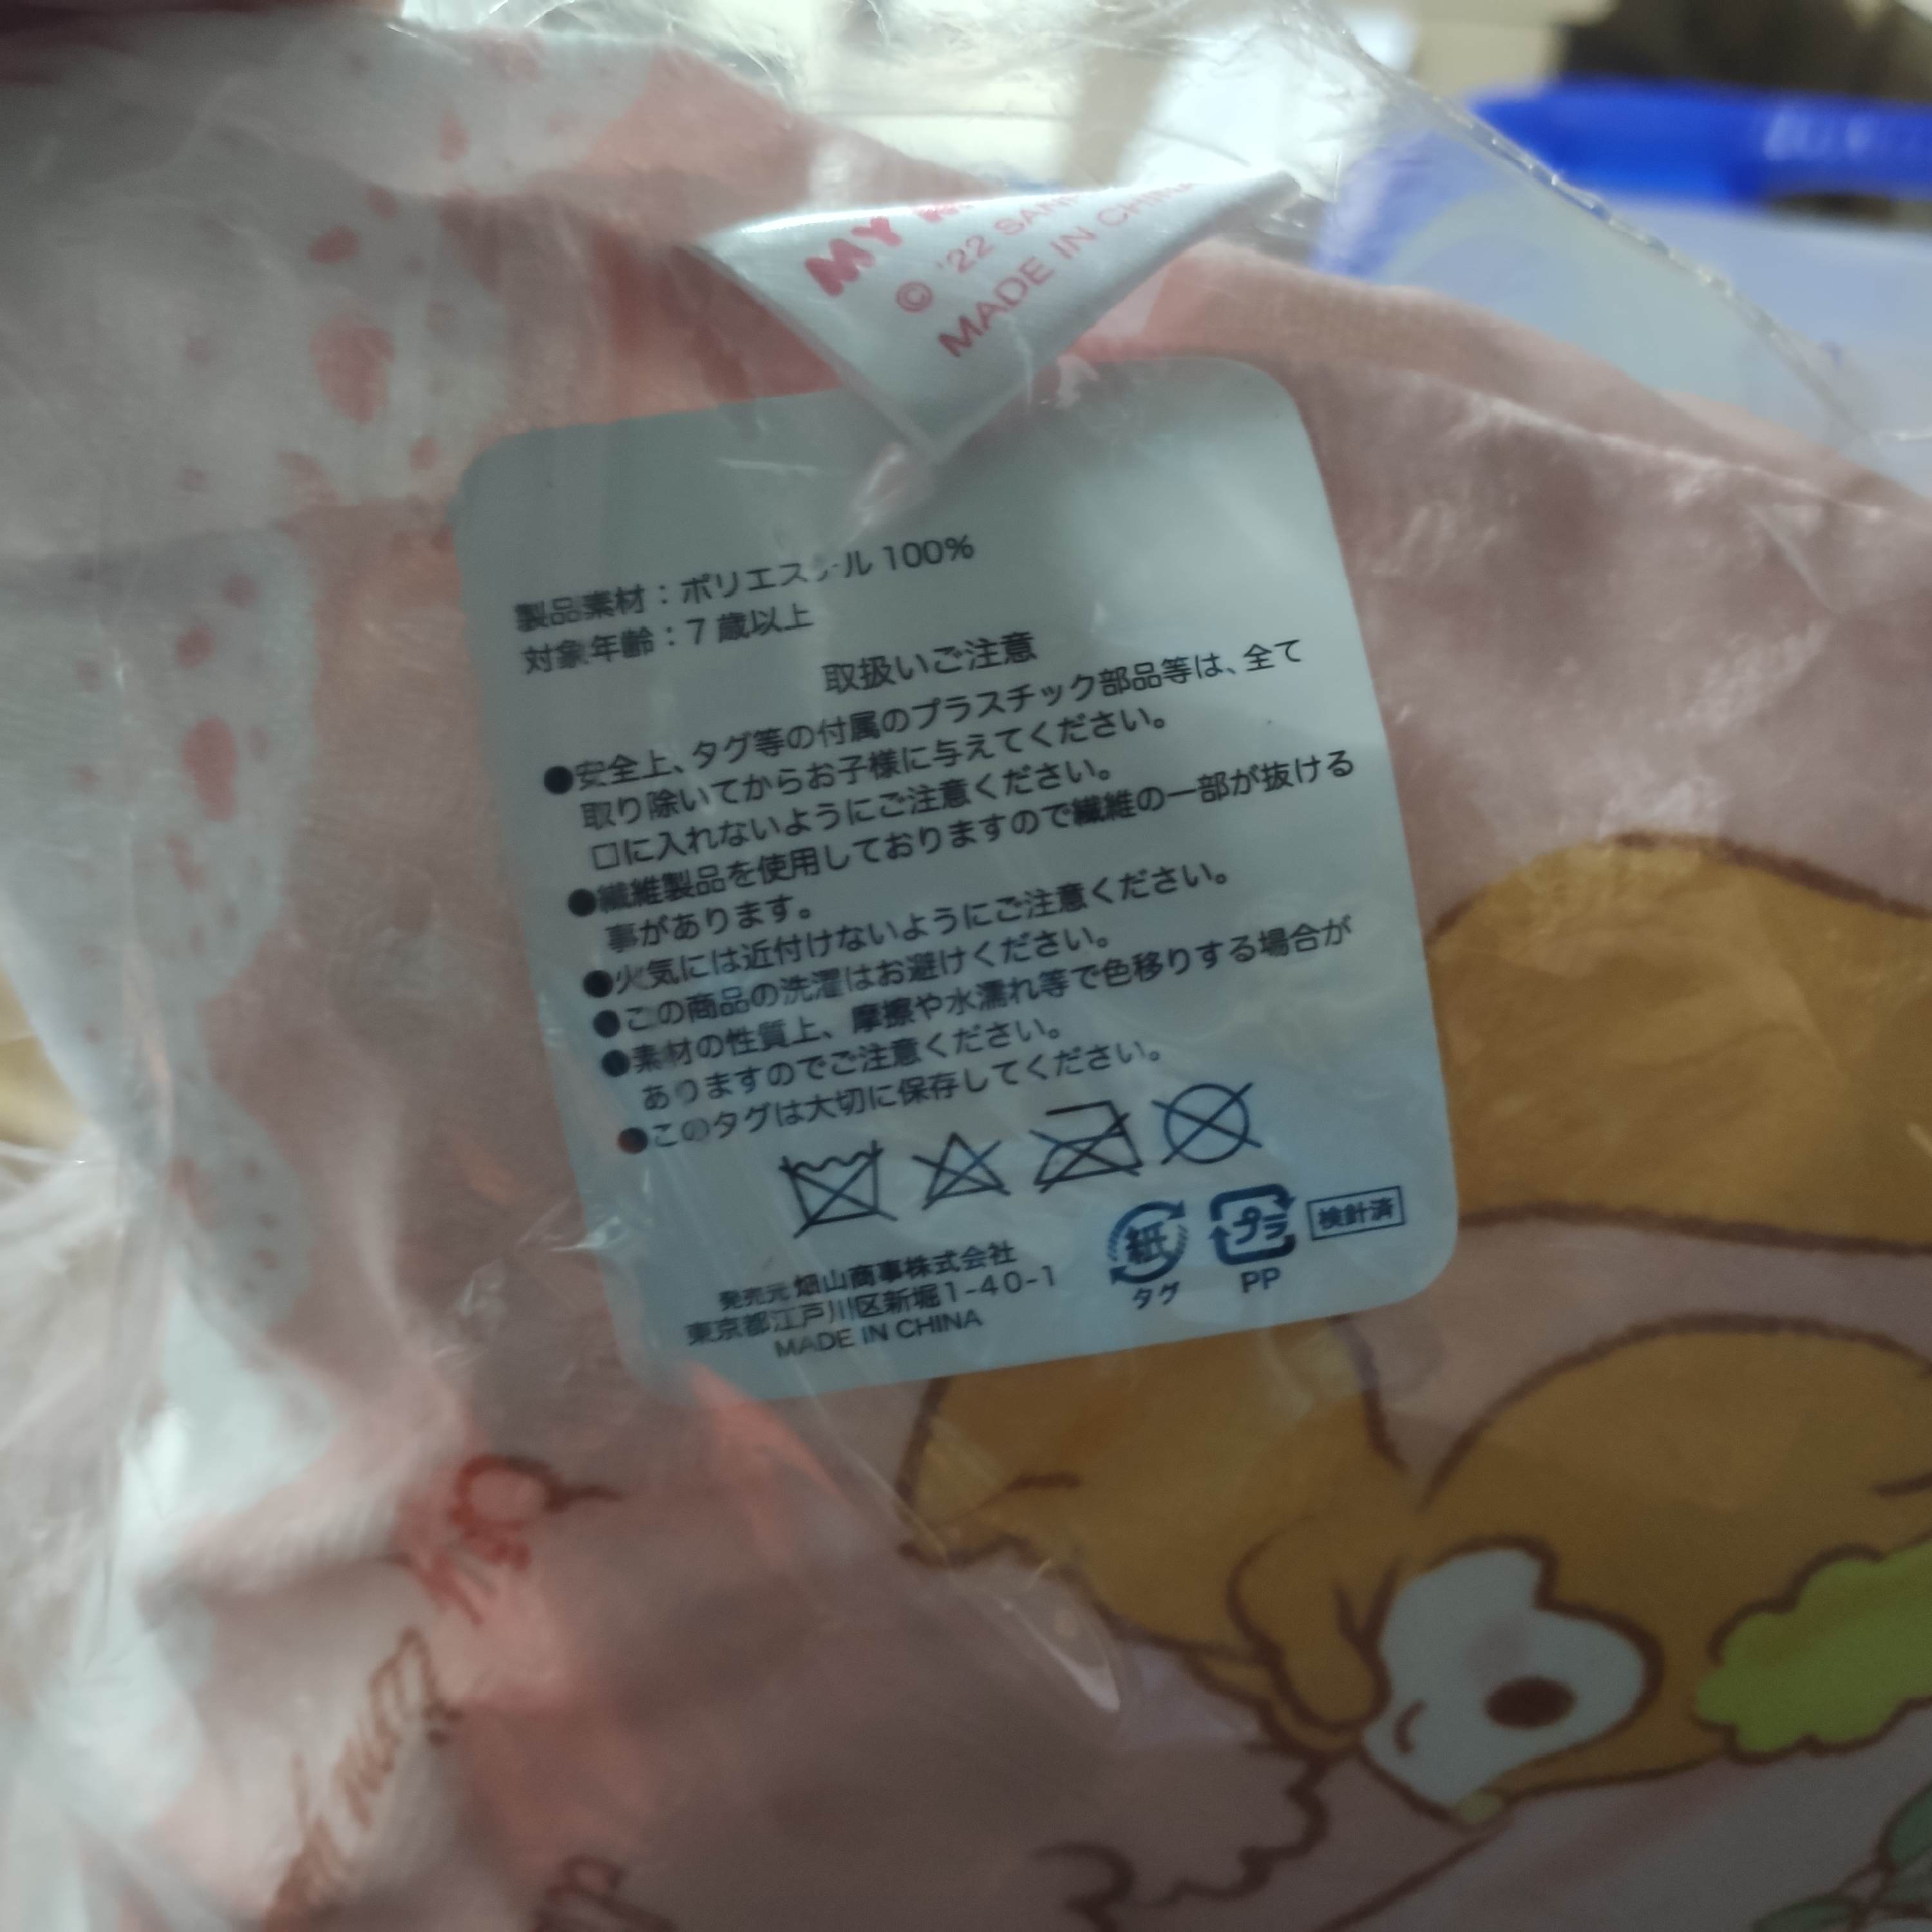 MY
© '22 SAN
MADE IN CHINA
製品素材：ポリエステル 100%
対象年齢：7 歳以上
取扱いご注意
●安全上、タグ等の付属のプラスチック部品等は、全て
取り除いてからお子様に与えてください。
口に入れないようにご注意ください。
●繊維製品を使用しておりますので繊維の一部が抜ける
事があります。
●火気には近付けないようにご注意ください。
●この商品の洗濯はお避けください。
●素材の性質上、摩擦や水濡れ等で色移りする場合が
ありますのでご注意ください。
●このタグは大切に保存してください。
紙 プラ 検針済
タグ PP
発売元 畑山商事株式会社
東京都江戸川区新堀1-40-1
MADE IN CHINA